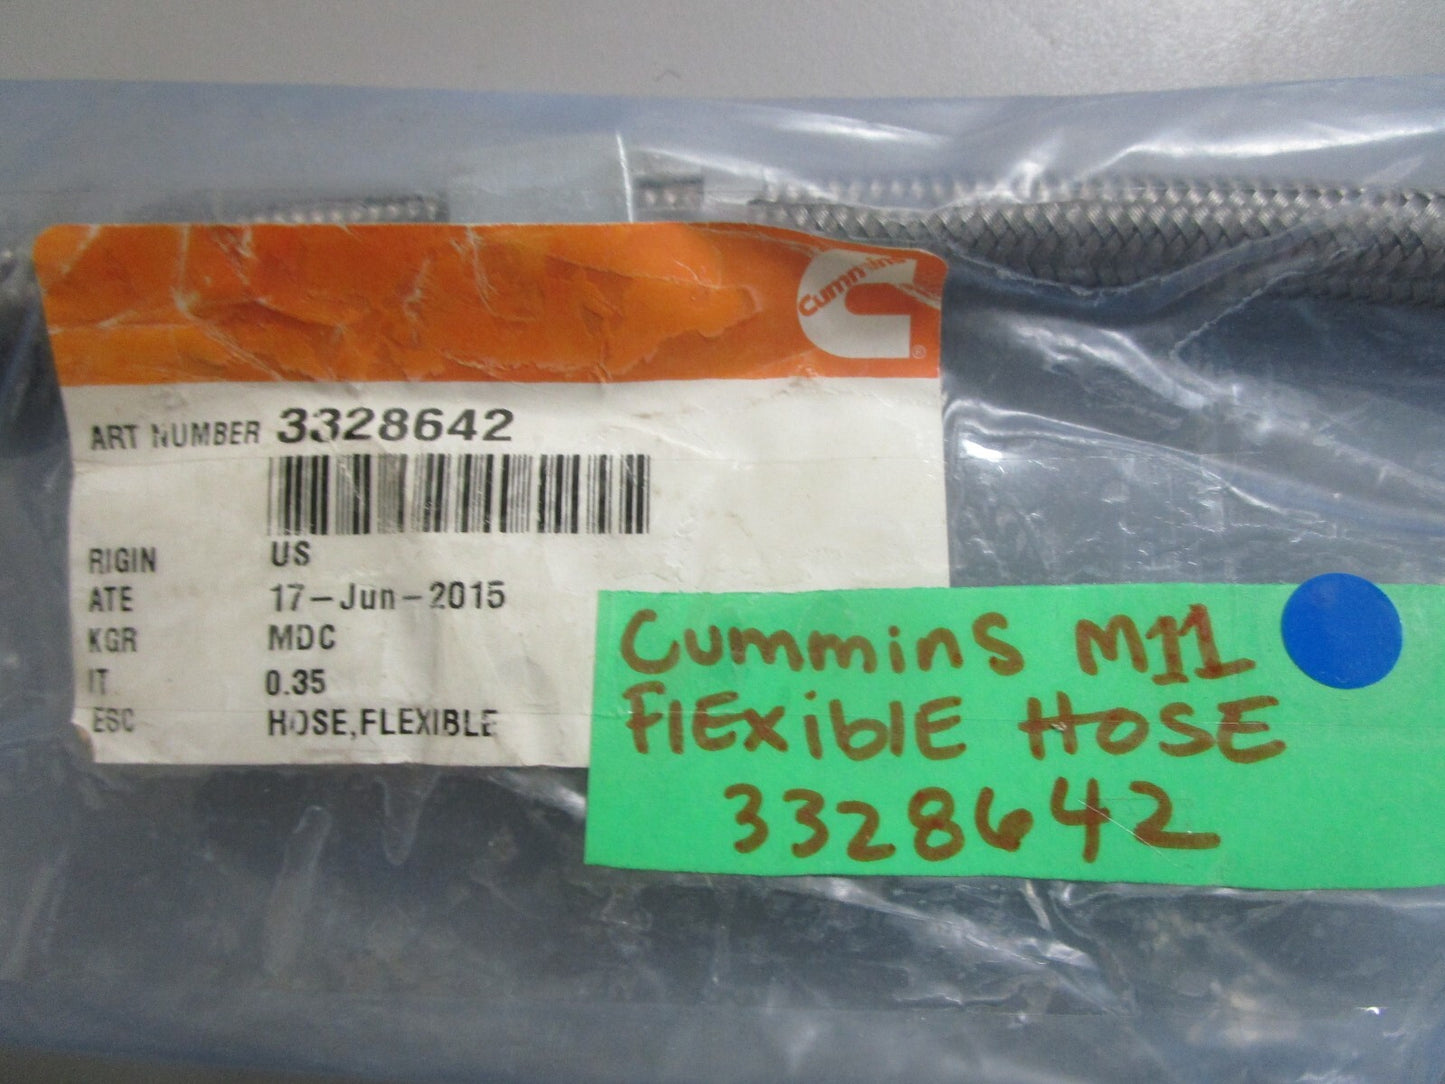 Cummins
®
ART NUMBER 3328642
RIGIN US
ATE 17-Jun-2015
KGR MDC
IT 0.35
ESC HOSE,FLEXIBLE
Cummins M11
FlExiblE HOSE
3328642